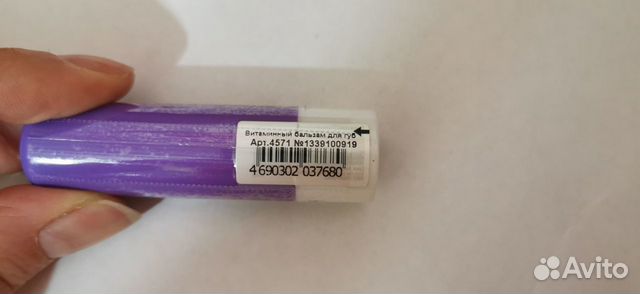 Витаминный бальзам для губ
Арт.4571 №1339100919
4 690302 037680
Avito